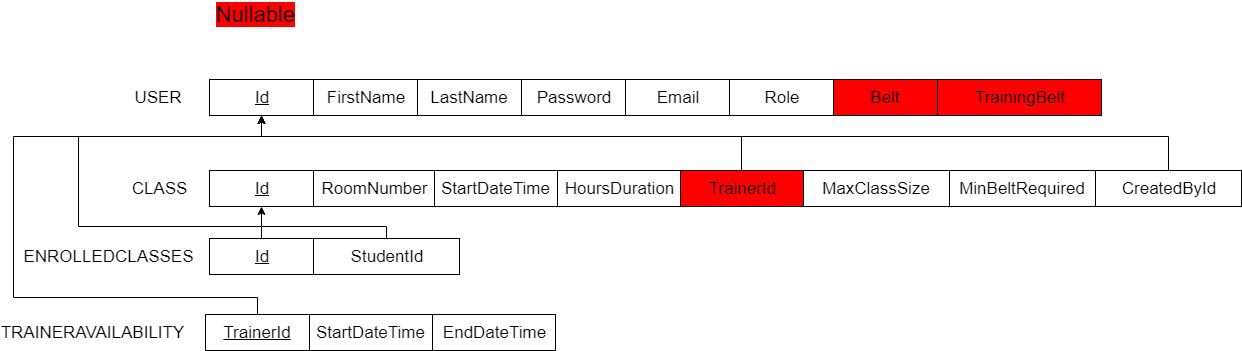 Nullable
USER Id FirstName LastName Password Email Role Belt TrainingBelt
CLASS Id RoomNumber StartDateTime HoursDuration TrainerId MaxClassSize MinBeltRequired CreatedById
ENROLLEDCLASSES Id StudentId
TRAINERAVAILABILITY TrainerId StartDateTime EndDateTime